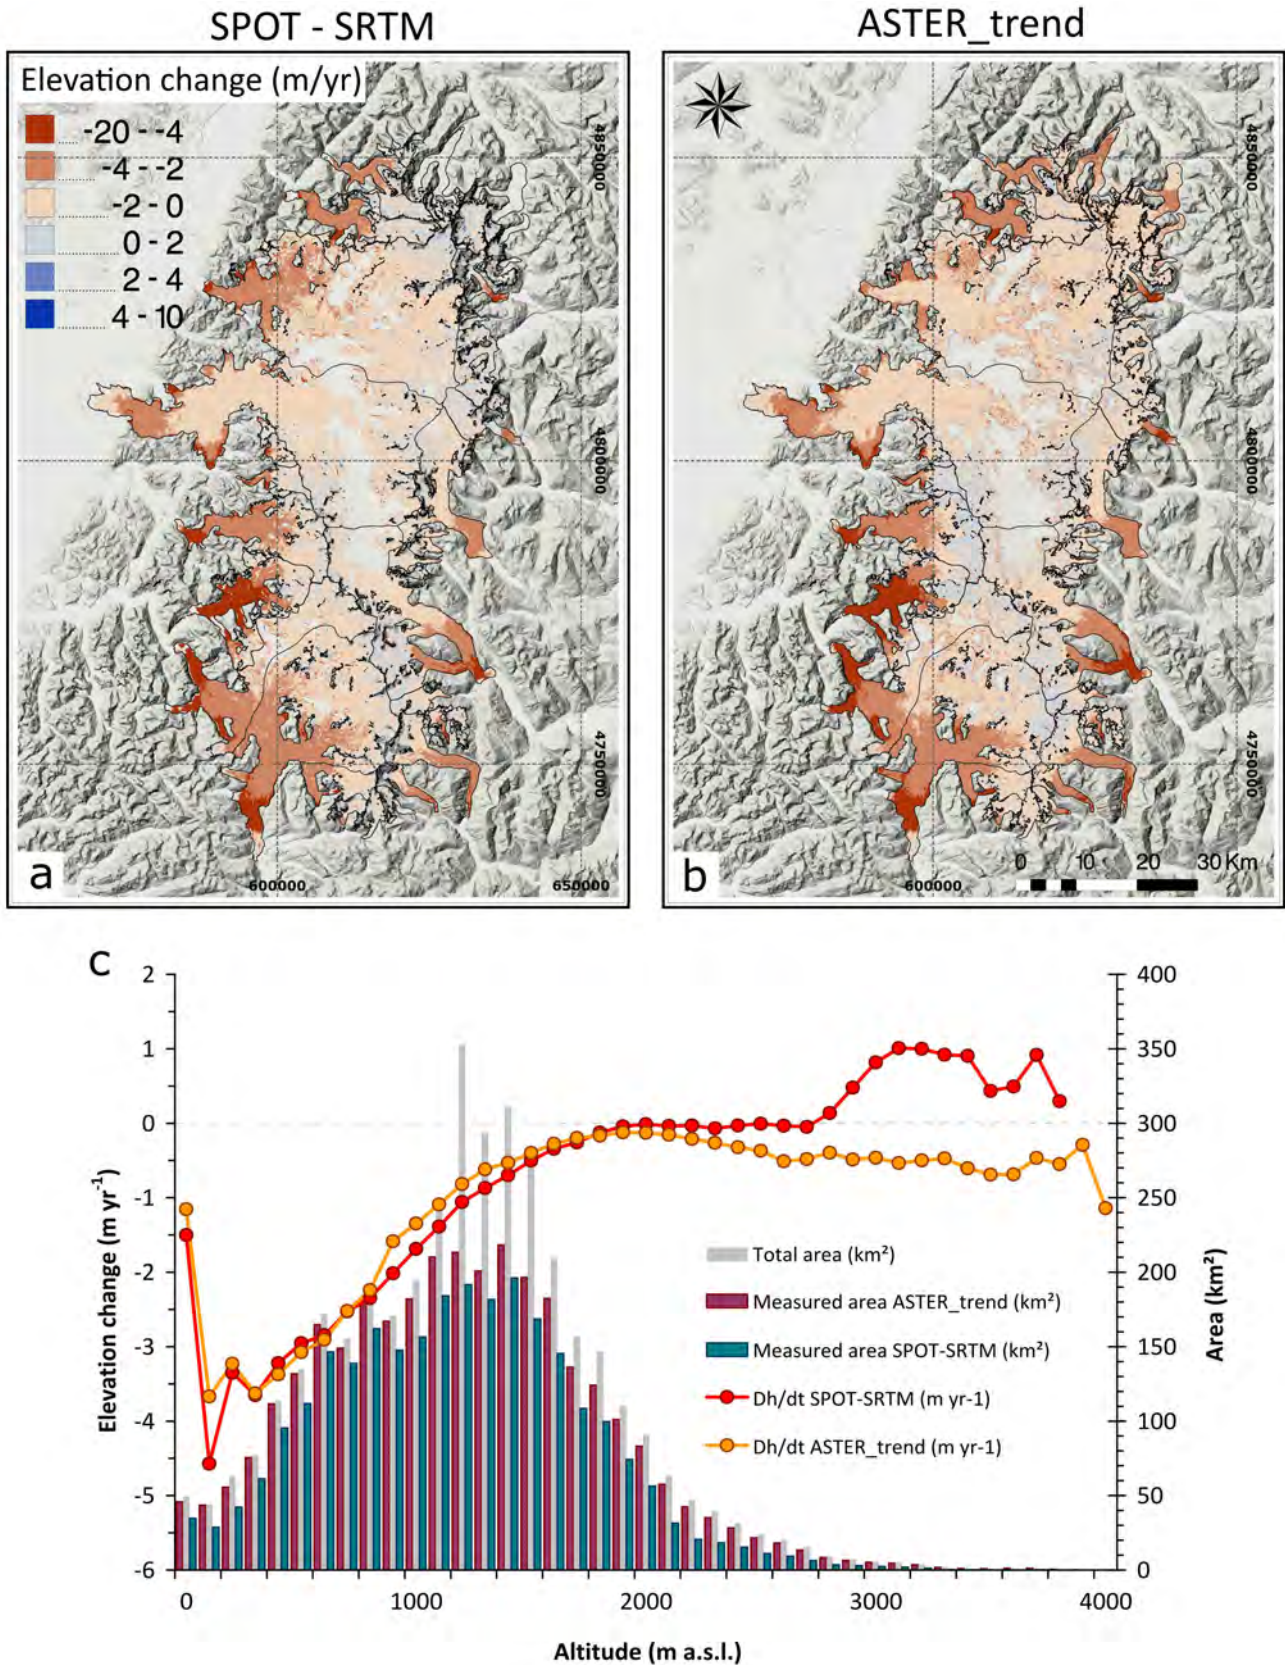 SPOT - SRTM
ASTER_trend
Elevation change (m/yr)
-20 - -4
-4 - -2
-2 - 0
0 - 2
2 - 4
4 - 10
4850000
4800000
4750000
600000
650000
a
4850000
4800000
4750000
600000
0 10 20 30 Km
b
c
2
1
0
-1
-2
-3
-4
-5
-6
Elevation change (m yr⁻¹)
400
350
300
250
200
150
100
50
0
Area (km²)
Total area (km²)
Measured area ASTER_trend (km²)
Measured area SPOT-SRTM (km²)
Dh/dt SPOT-SRTM (m yr-1)
Dh/dt ASTER_trend (m yr-1)
0 1000 2000 3000 4000
Altitude (m a.s.l.)